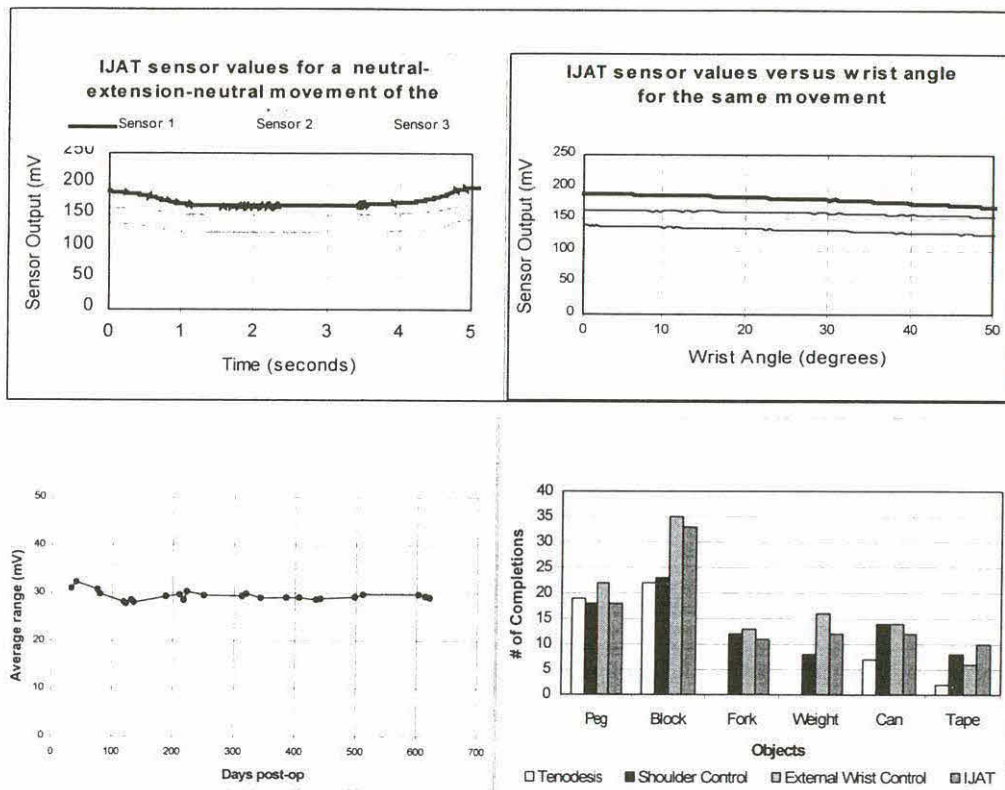 IJAT sensor values for a neutral-
extension-neutral movement of the
Sensor 1 Sensor 2 Sensor 3
250
200
150
100
50
0
Sensor Output (mV
0 1 2 3 4 5
Time (seconds)
IJAT sensor values versus wrist angle
for the same movement
250
200
150
100
50
0
Sensor Output (mV
0 10 20 30 40 50
Wrist Angle (degrees)
50
40
30
20
10
0
Average range (mV)
0 100 200 300 400 500 600 700
Days post-op
40
35
30
25
20
15
10
5
0
# of Completions
Peg Block Fork Weight Can Tape
Objects
Tenodesis Shoulder Control External Wrist Control IJAT